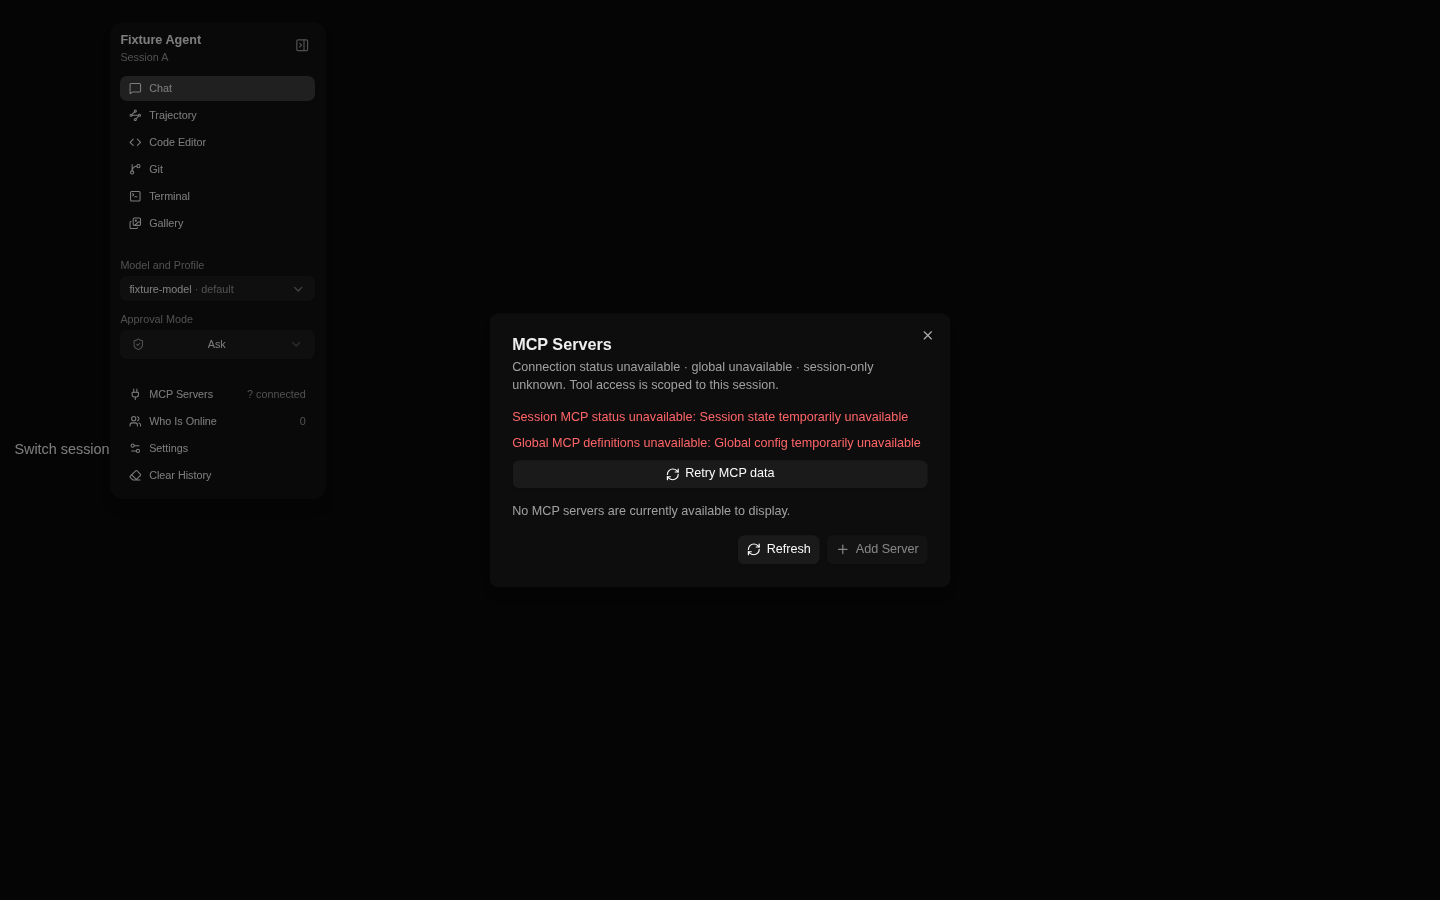 Fixture Agent
Session A
Chat
Trajectory
Code Editor
Git
Terminal
Gallery
Model and Profile
fixture-model · default
Approval Mode
Ask
MCP Servers ? connected
Who Is Online 0
Switch session
Settings
Clear History
MCP Servers
Connection status unavailable · global unavailable · session-only
unknown. Tool access is scoped to this session.
Session MCP status unavailable: Session state temporarily unavailable
Global MCP definitions unavailable: Global config temporarily unavailable
Retry MCP data
No MCP servers are currently available to display.
Refresh
Add Server